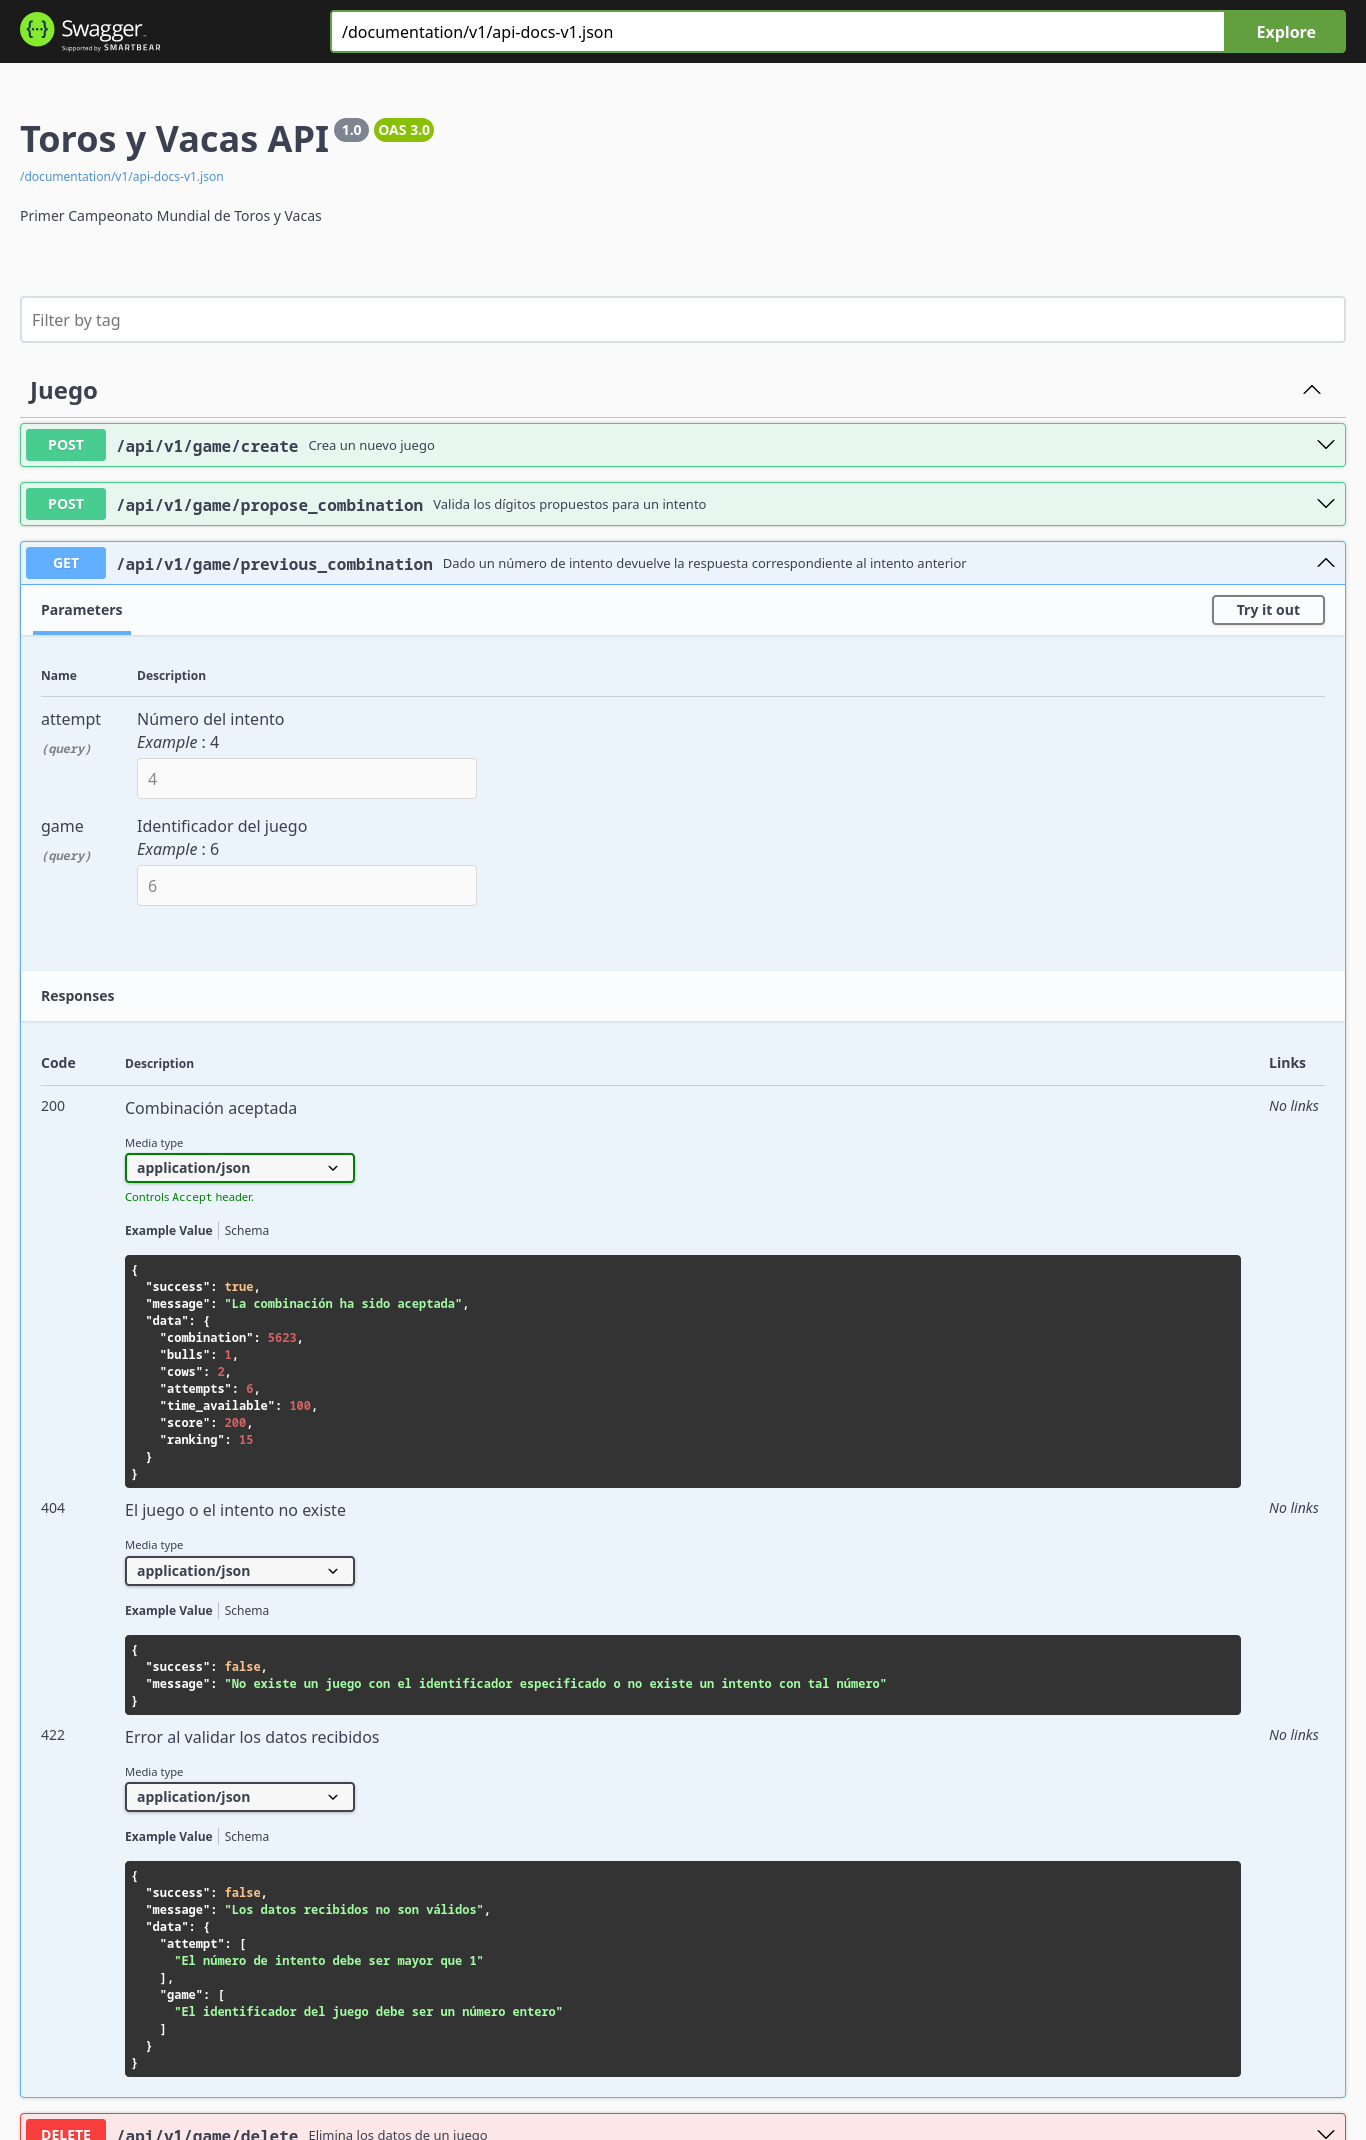 Swagger
Supported by SMARTBEAR
/documentation/v1/api-docs-v1.json
Explore
Toros y Vacas API 1.0 OAS 3.0
/documentation/v1/api-docs-v1.json
Primer Campeonato Mundial de Toros y Vacas
Filter by tag
Juego
POST /api/v1/game/create Crea un nuevo juego
POST /api/v1/game/propose_combination Valida los dígitos propuestos para un intento
GET /api/v1/game/previous_combination Dado un número de intento devuelve la respuesta correspondiente al intento anterior
Parameters Try it out
Name Description
attempt Número del intento
(query) Example : 4
4
game Identificador del juego
(query) Example : 6
6
Responses
Code Description Links
200 Combinación aceptada No links
Media type
application/json
Controls Accept header.
Example Value Schema
{
"success": true,
"message": "La combinación ha sido aceptada",
"data": {
"combination": 5623,
"bulls": 1,
"cows": 2,
"attempts": 6,
"time_available": 100,
"score": 200,
"ranking": 15
}
}
404 El juego o el intento no existe No links
Media type
application/json
Example Value Schema
{
"success": false,
"message": "No existe un juego con el identificador especificado o no existe un intento con tal número"
}
422 Error al validar los datos recibidos No links
Media type
application/json
Example Value Schema
{
"success": false,
"message": "Los datos recibidos no son válidos",
"data": {
"attempt": [
"El número de intento debe ser mayor que 1"
],
"game": [
"El identificador del juego debe ser un número entero"
]
}
}
DELETE /api/v1/game/delete Elimina los datos de un juego